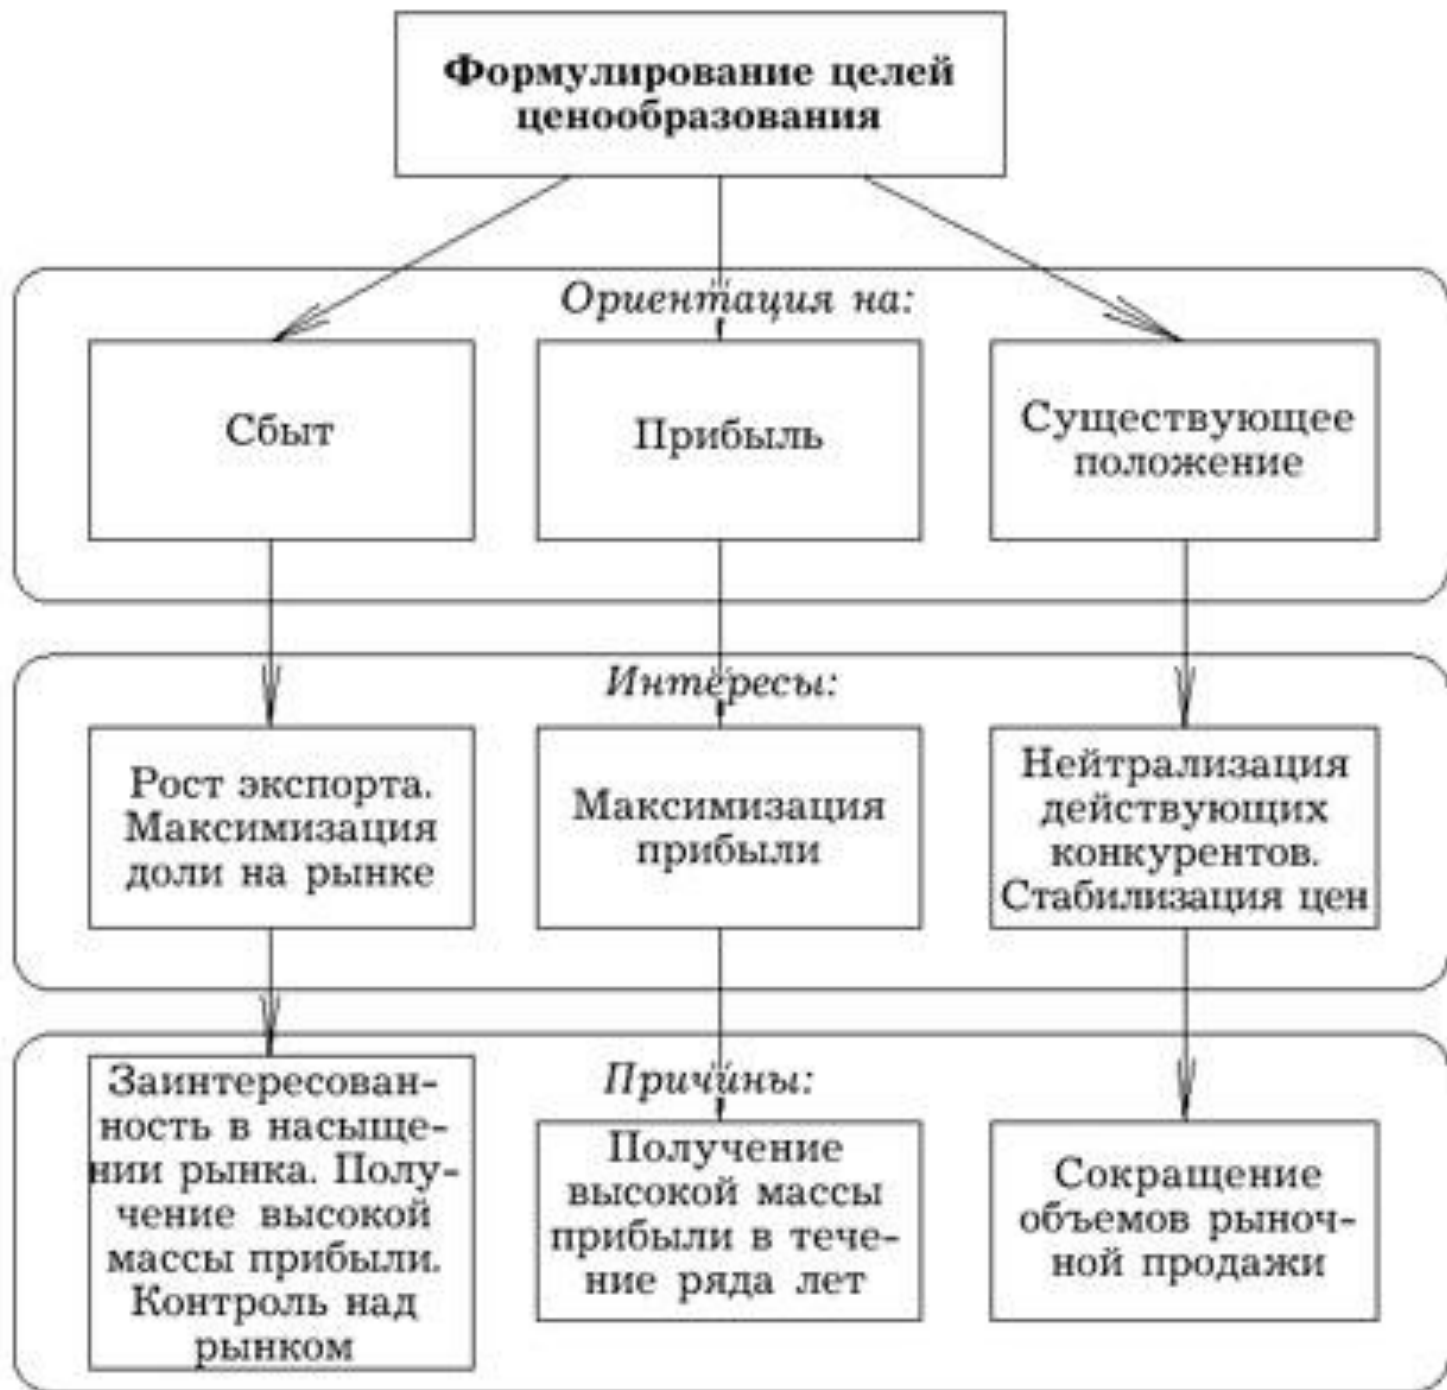 Формулирование целей
ценообразования
Ориентация на:
Сбыт
Прибыль
Существующее
положение
Интересы:
Рост экспорта.
Максимизация
доли на рынке
Максимизация
прибыли
Нейтрализация
действующих
конкурентов.
Стабилизация цен
Причины:
Заинтересован-
ность в насыще-
нии рынка. Полу-
чение высокой
массы прибыли.
Контроль над
рынком
Получение
высокой массы
прибыли в тече-
ние ряда лет
Сокращение
объемов рыноч-
ной продажи